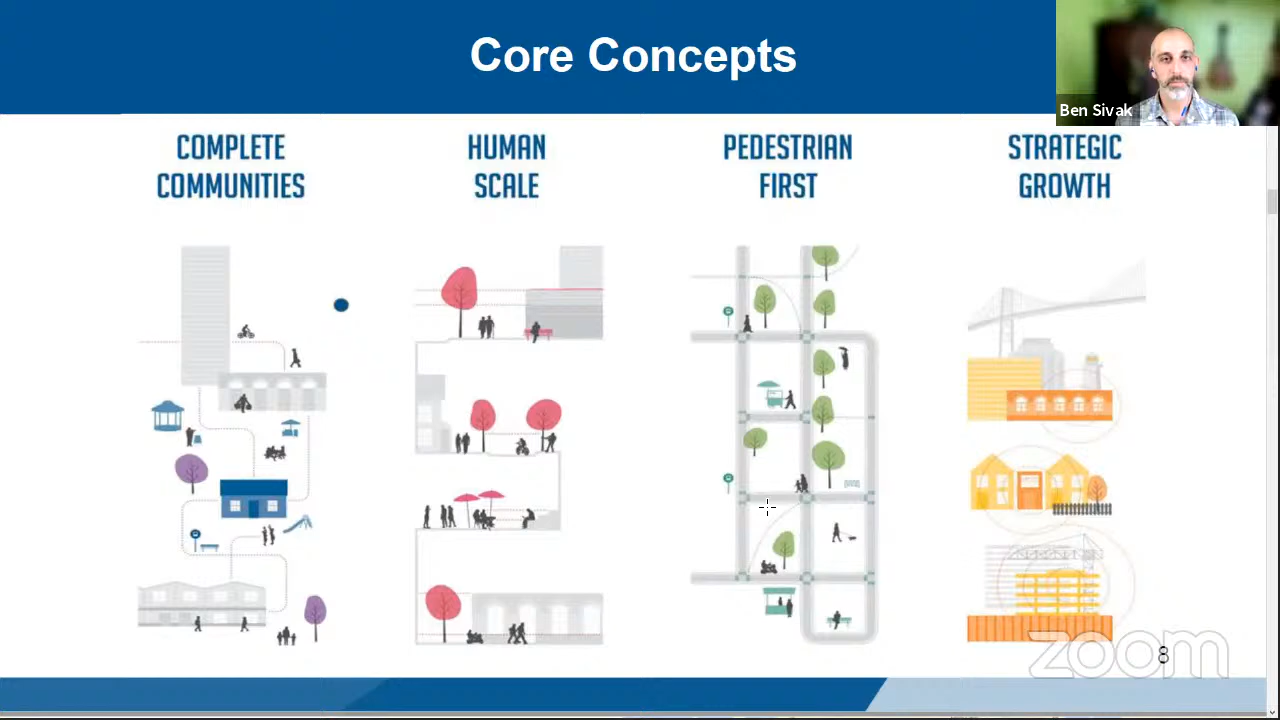 Core Concepts
Ben Sivak
COMPLETE
COMMUNITIES
HUMAN
SCALE
PEDESTRIAN
FIRST
STRATEGIC
GROWTH
zoom
8